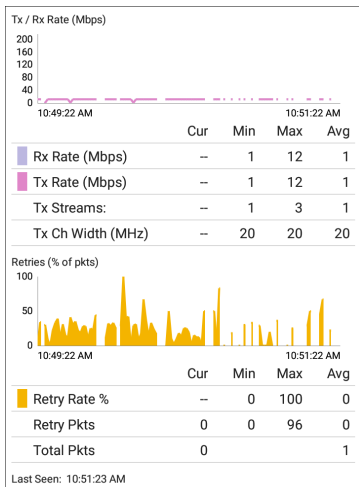 Tx / Rx Rate (Mbps)
200
160
120
80
40
0
10:49:22 AM 10:51:22 AM
Cur Min Max Avg
Rx Rate (Mbps) -- 1 12 1
Tx Rate (Mbps) -- 1 12 1
Tx Streams: -- 1 3 1
Tx Ch Width (MHz) -- 20 20 20
Retries (% of pkts)
100
50
0
10:49:22 AM 10:51:22 AM
Cur Min Max Avg
Retry Rate % -- 0 100 0
Retry Pkts 0 0 96 0
Total Pkts 0 1
Last Seen: 10:51:23 AM